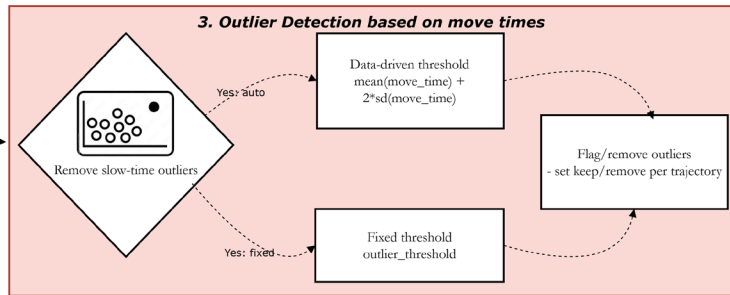 3. Outlier Detection based on move times
Remove slow-time outliers
Yes: auto
Data-driven threshold
mean(move_time) +
2*sd(move_time)
Yes: fixed
Fixed threshold
outlier_threshold
Flag/remove outliers
- set keep/remove per trajectory